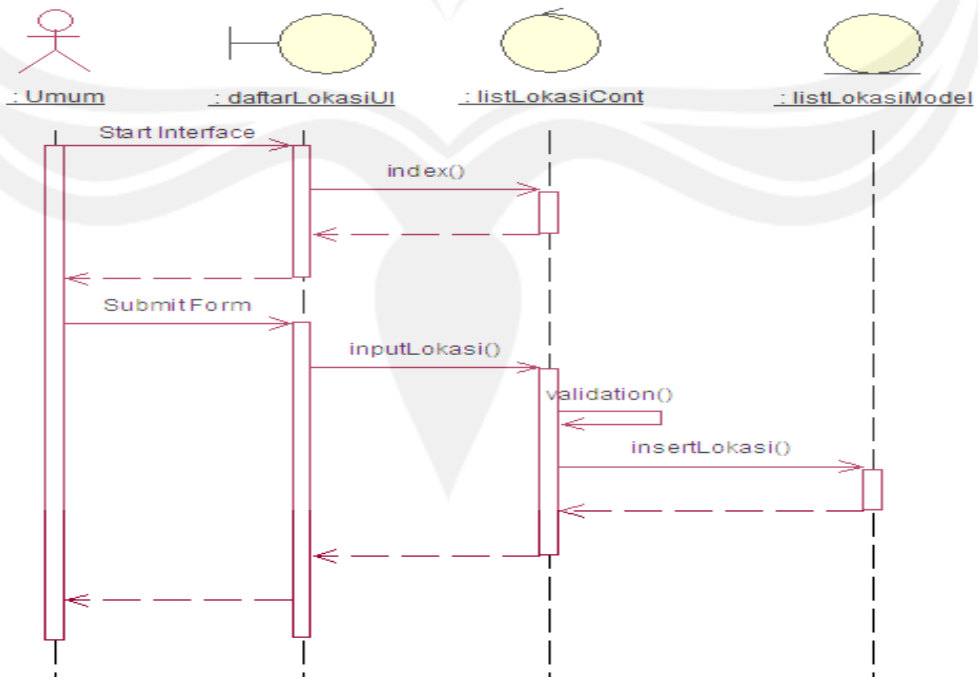 : Umum
: daftarLokasiUI
: listLokasiCont
: listLokasiModel
Start Interface
index()
Submit Form
inputLokasi()
validation()
insertLokasi()